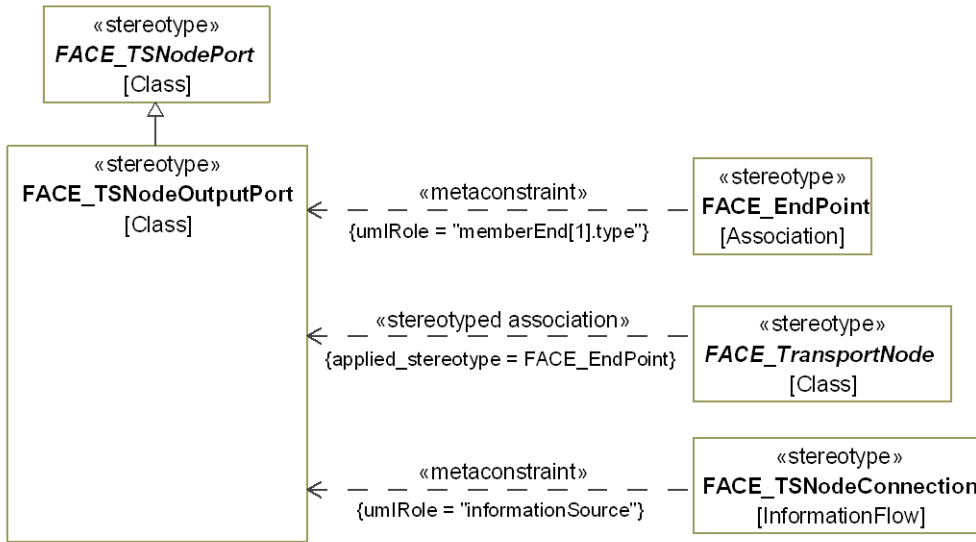 «stereotype»
FACE_TSNodePort
[Class]
«stereotype»
FACE_TSNodeOutputPort
[Class]
«metaconstraint»
{umlRole = "memberEnd[1].type"}
«stereotype»
FACE_EndPoint
[Association]
«stereotyped association»
{applied_stereotype = FACE_EndPoint}
«stereotype»
FACE_TransportNode
[Class]
«metaconstraint»
{umlRole = "informationSource"}
«stereotype»
FACE_TSNodeConnection
[InformationFlow]